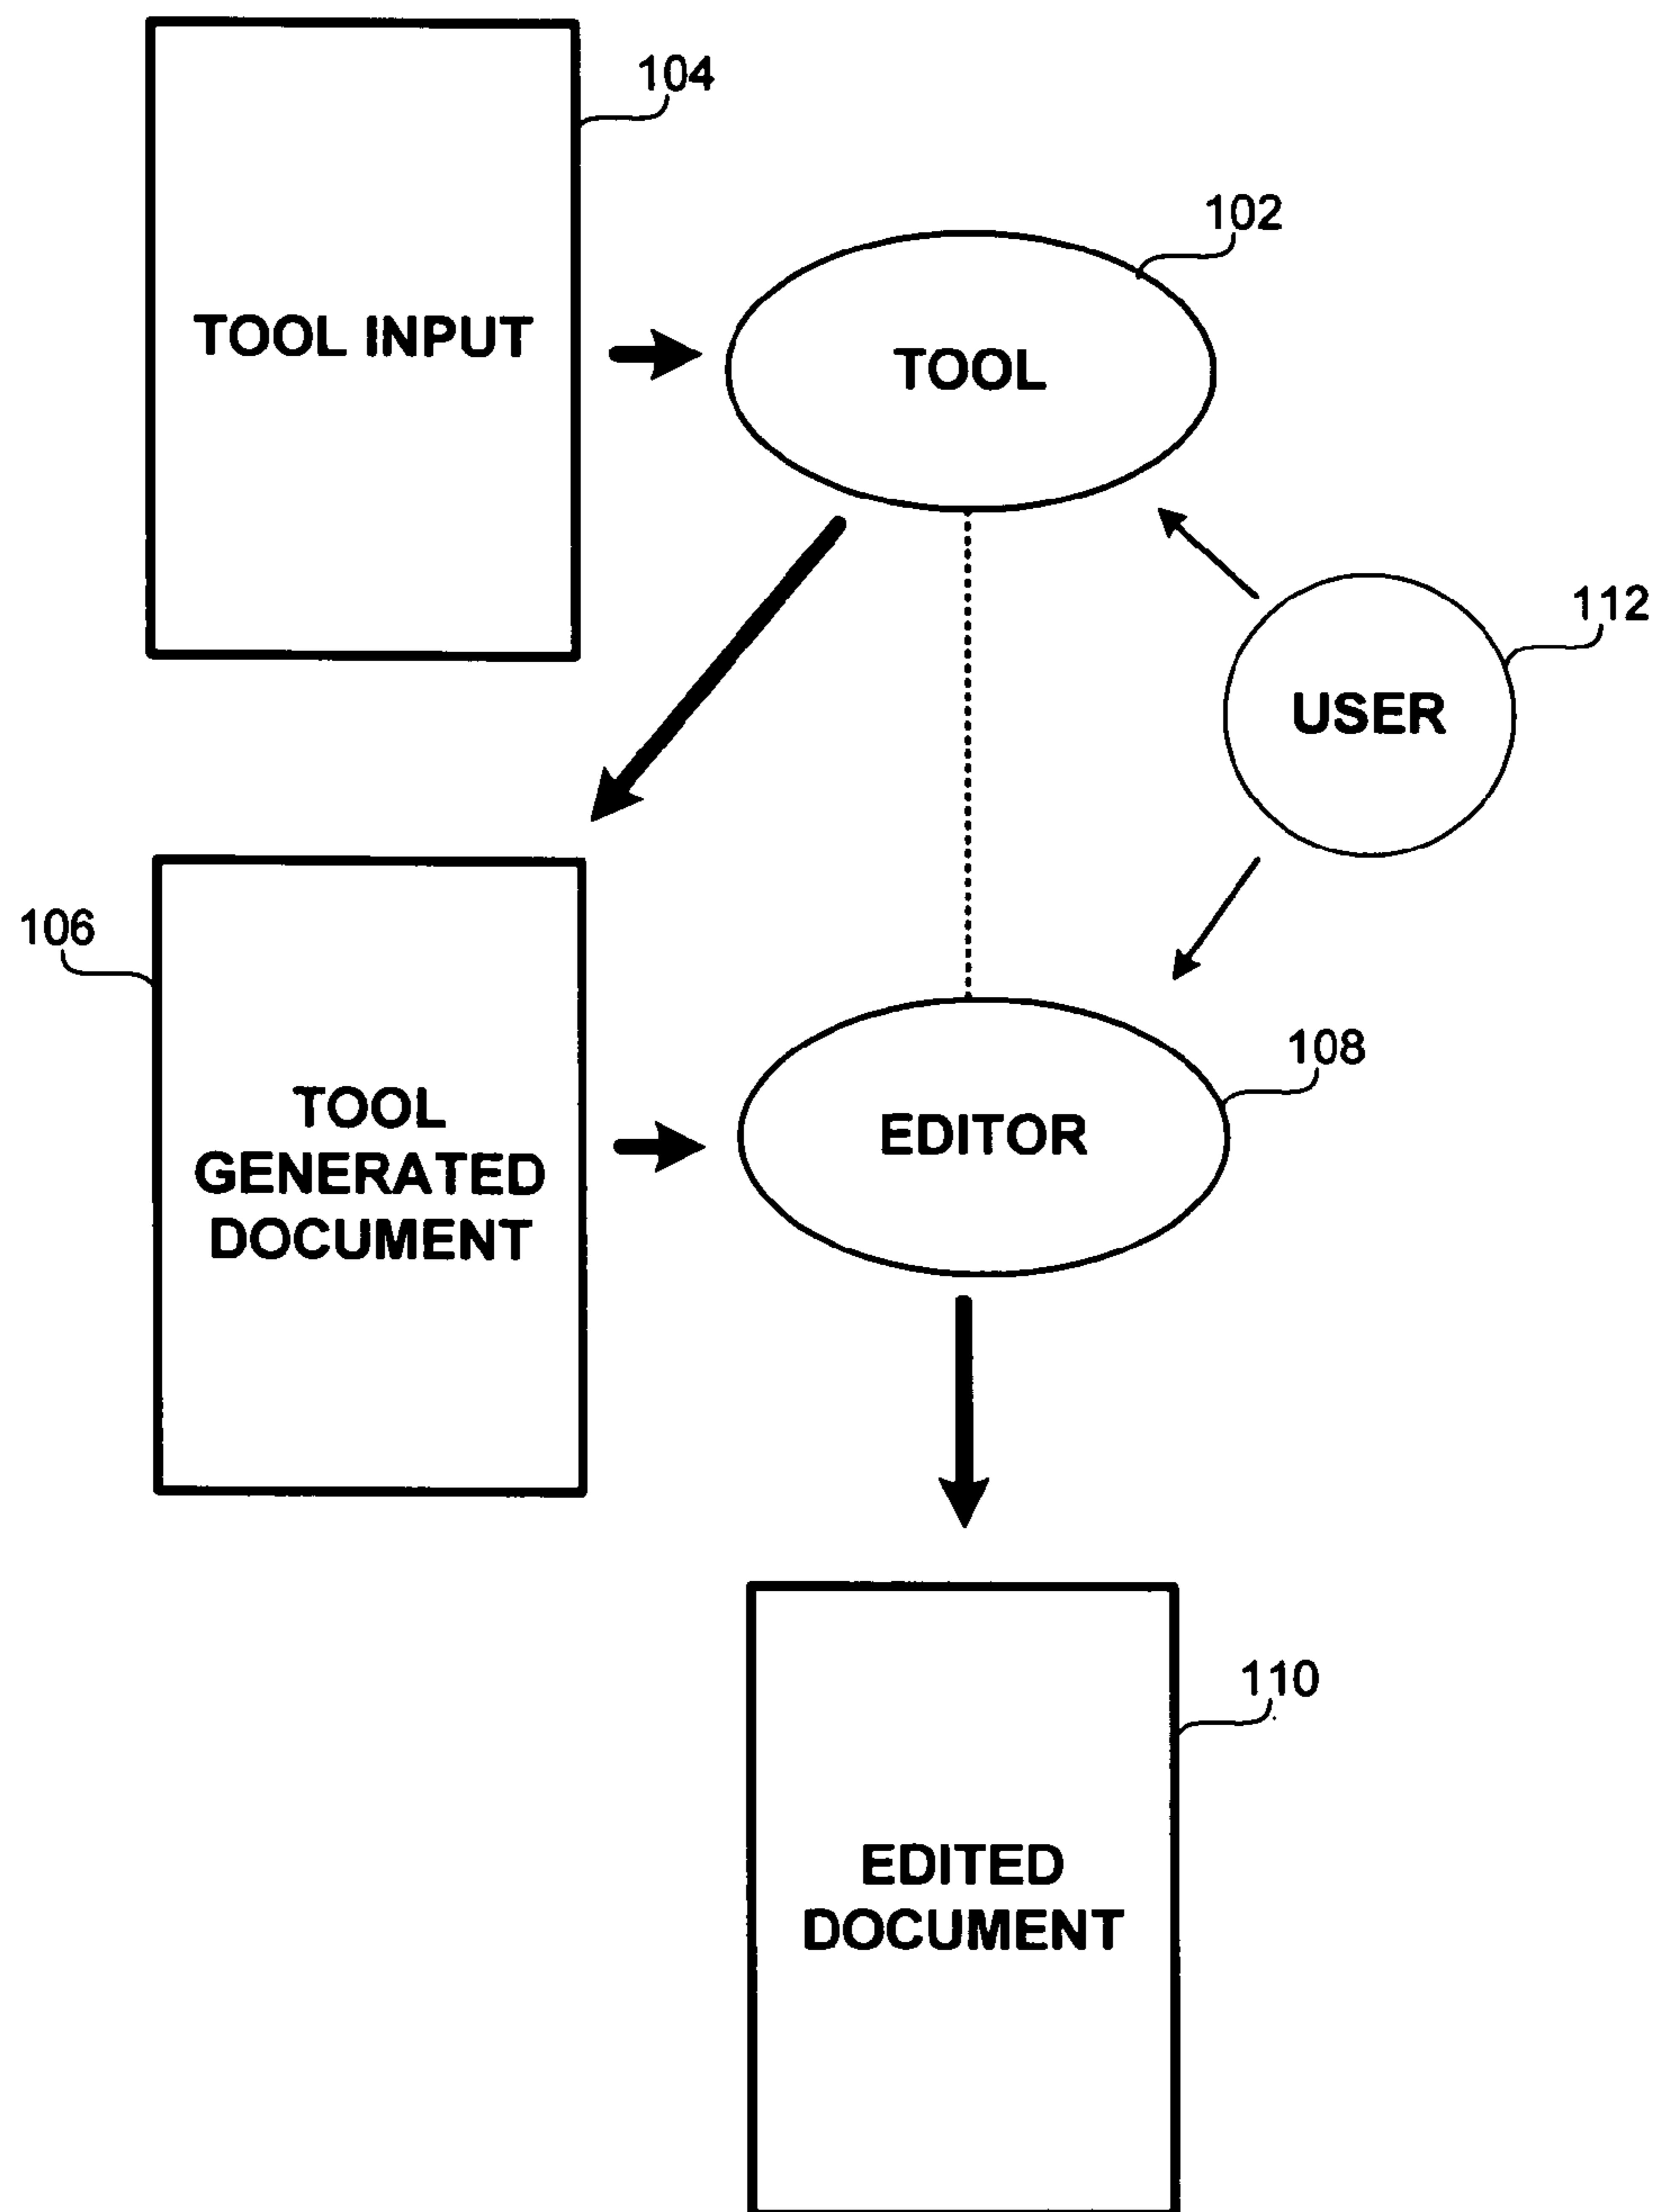 104
102
TOOL INPUT
TOOL
112
USER
106
108
TOOL
GENERATED
DOCUMENT
EDITOR
110
EDITED
DOCUMENT